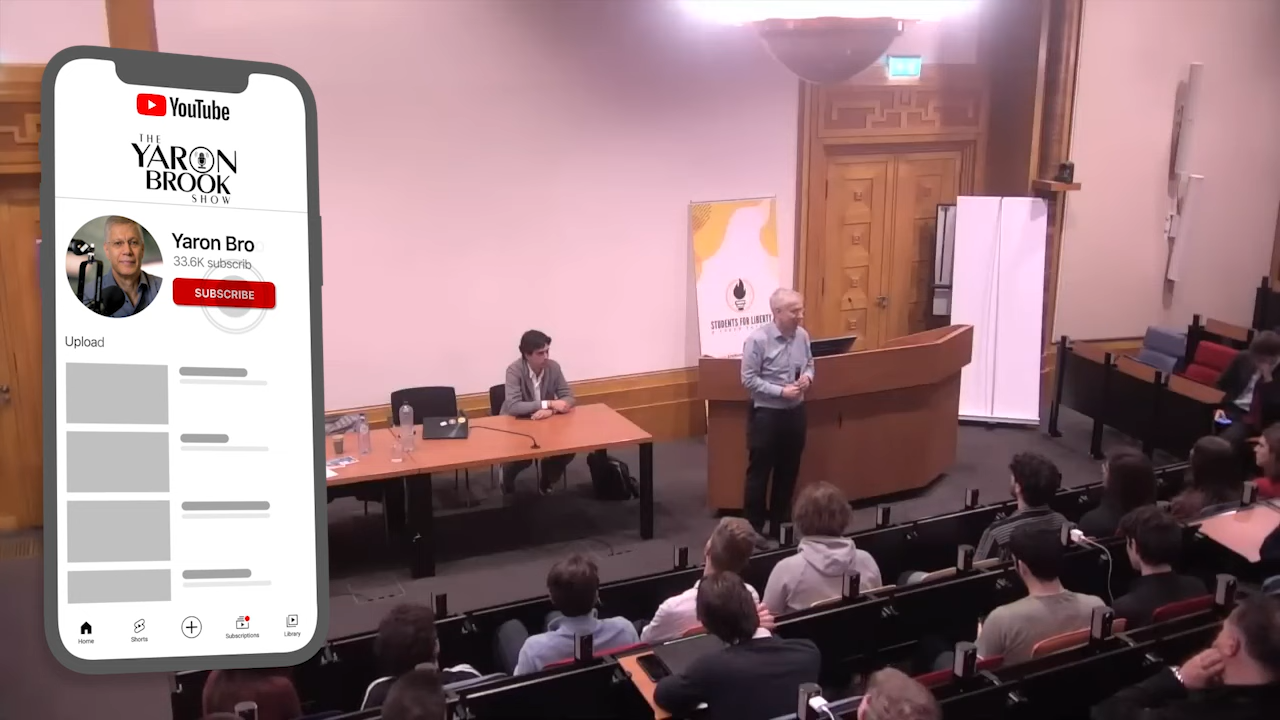 YouTube
THE
YARON
BROOK
SHOW
Yaron Bro
33.6K subscrib
SUBSCRIBE
Upload
Home
Shorts
Subscriptions
Library
STUDENTS FOR LIBERTY